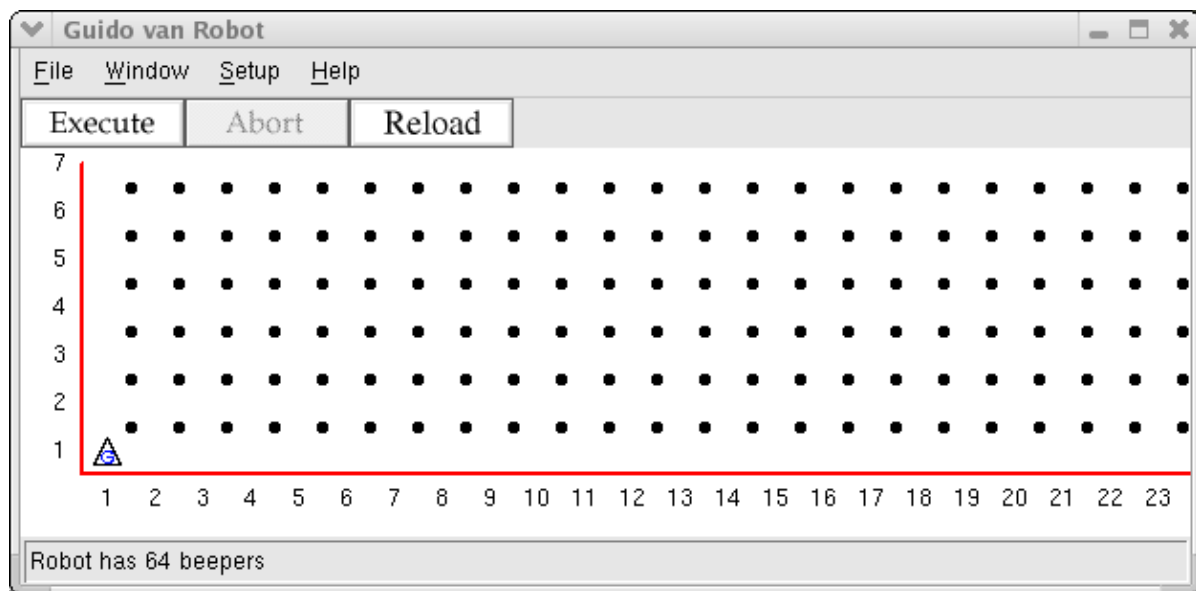 Guido van Robot
File Window Setup Help
Execute Abort Reload
7
6
5
4
3
2
1
G
1 2 3 4 5 6 7 8 9 10 11 12 13 14 15 16 17 18 19 20 21 22 23
Robot has 64 beepers